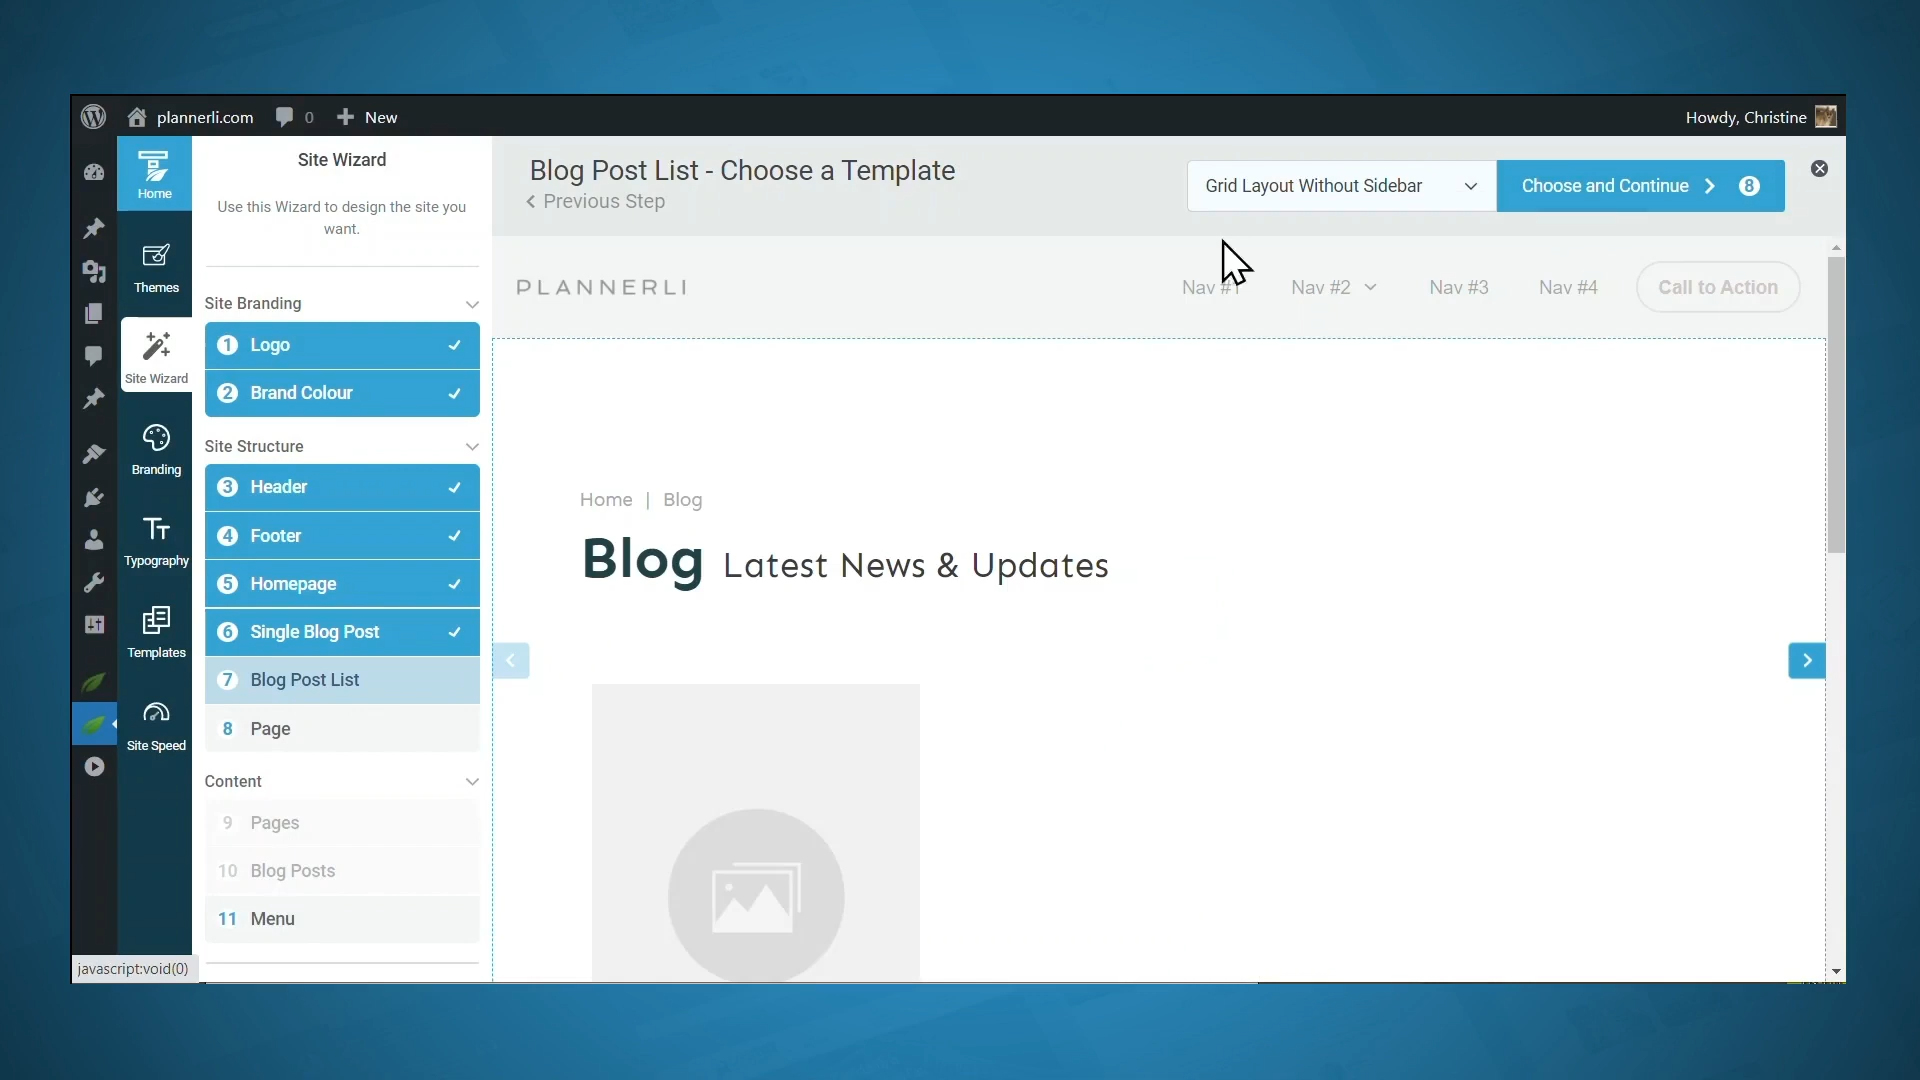 plannerli.com 0 New
Howdy, Christine
Home
Themes
Site Wizard
Branding
Typography
Templates
Site Speed
Site Wizard
Use this Wizard to design the site you
want.
Site Branding
1 Logo
2 Brand Colour
Site Structure
3 Header
4 Footer
5 Homepage
6 Single Blog Post
7 Blog Post List
8 Page
Content
9 Pages
10 Blog Posts
11 Menu
javascript:void(0)
Blog Post List - Choose a Template
Previous Step
Grid Layout Without Sidebar
Choose and Continue 8
PLANNERLI
Nav #1
Nav #2
Nav #3
Nav #4
Call to Action
Home | Blog
Blog Latest News & Updates